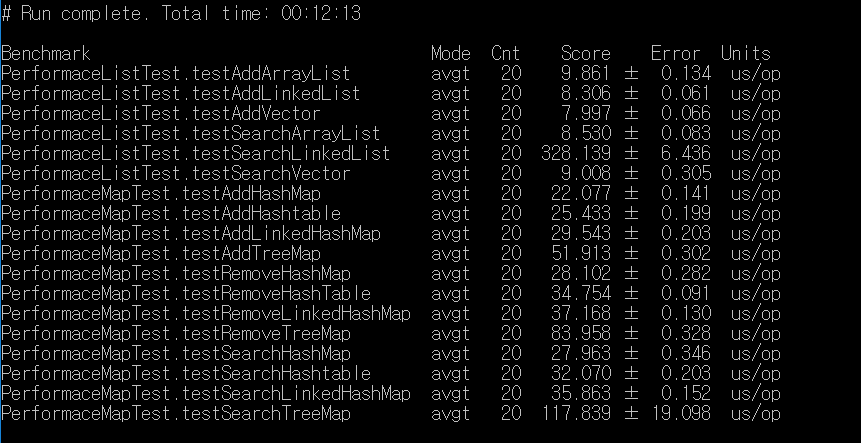 # Run complete. Total time: 00:12:13
Benchmark Mode Cnt Score Error Units
PerformaceListTest.testAddArrayList avgt 20 9.861 ± 0.134 us/op
PerformaceListTest.testAddLinkedList avgt 20 8.306 ± 0.061 us/op
PerformaceListTest.testAddVector avgt 20 7.997 ± 0.066 us/op
PerformaceListTest.testSearchArrayList avgt 20 8.530 ± 0.083 us/op
PerformaceListTest.testSearchLinkedList avgt 20 328.139 ± 6.436 us/op
PerformaceListTest.testSearchVector avgt 20 9.008 ± 0.305 us/op
PerformaceMapTest.testAddHashMap avgt 20 22.077 ± 0.141 us/op
PerformaceMapTest.testAddHashtable avgt 20 25.433 ± 0.199 us/op
PerformaceMapTest.testAddLinkedHashMap avgt 20 29.543 ± 0.203 us/op
PerformaceMapTest.testAddTreeMap avgt 20 51.913 ± 0.302 us/op
PerformaceMapTest.testRemoveHashMap avgt 20 28.102 ± 0.282 us/op
PerformaceMapTest.testRemoveHashTable avgt 20 34.754 ± 0.091 us/op
PerformaceMapTest.testRemoveLinkedHashMap avgt 20 37.168 ± 0.130 us/op
PerformaceMapTest.testRemoveTreeMap avgt 20 83.958 ± 0.328 us/op
PerformaceMapTest.testSearchHashMap avgt 20 27.963 ± 0.346 us/op
PerformaceMapTest.testSearchHashtable avgt 20 32.070 ± 0.203 us/op
PerformaceMapTest.testSearchLinkedHashMap avgt 20 35.863 ± 0.152 us/op
PerformaceMapTest.testSearchTreeMap avgt 20 117.839 ± 19.098 us/op